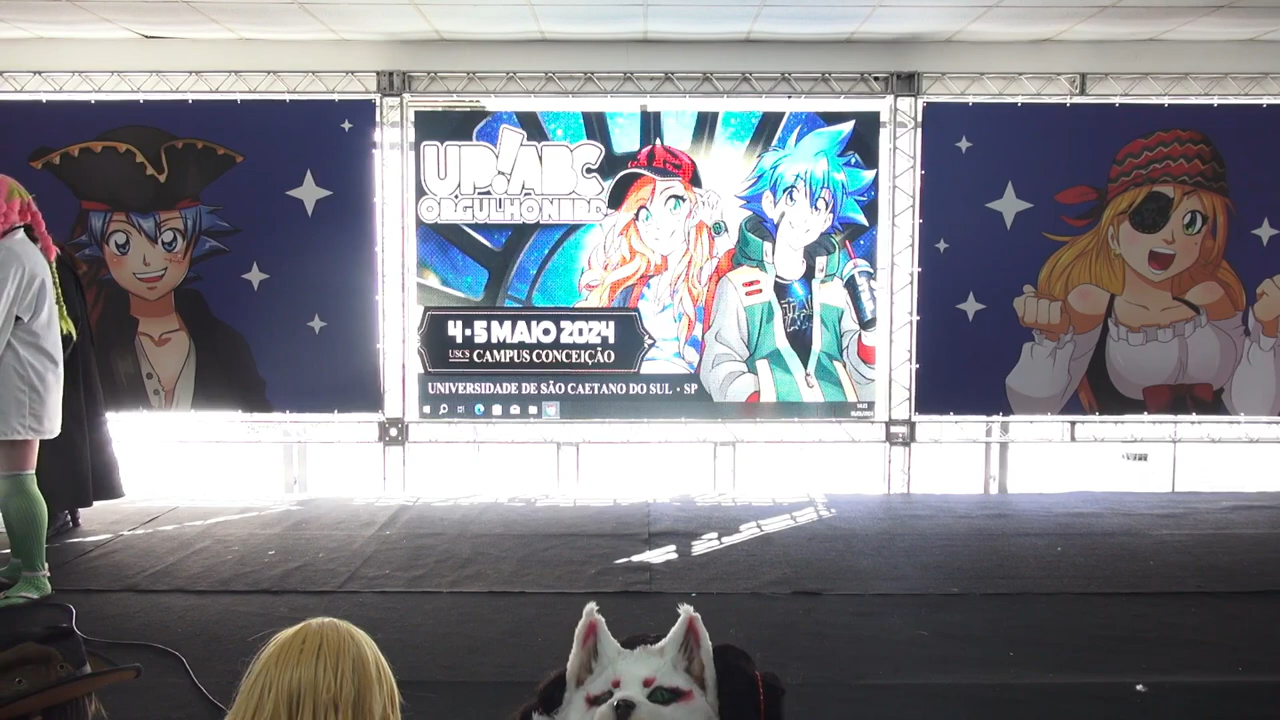 UP!ABC
ORGULHO NERD
4-5 MAIO 2024
USCS CAMPUS CONCEIÇÃO
UNIVERSIDADE DE SÃO CAETANO DO SUL • SP